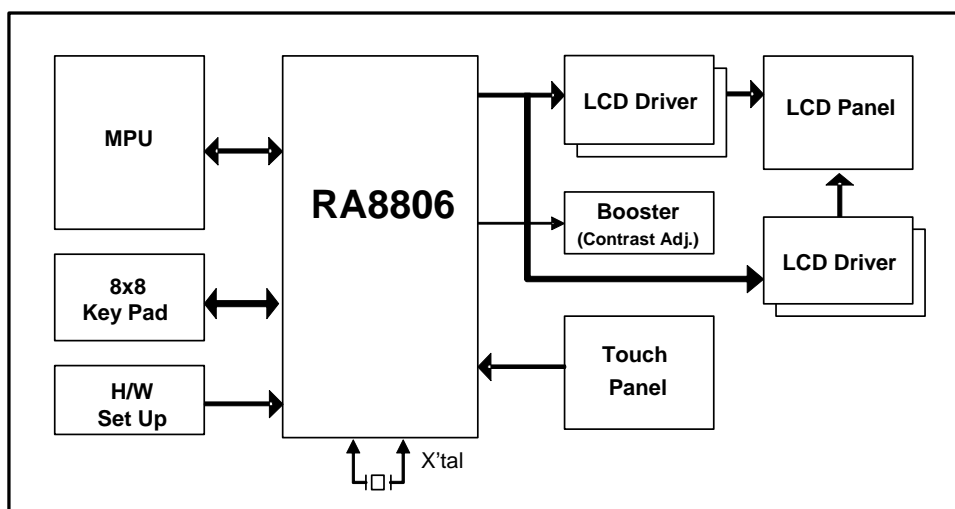 MPU
8x8
Key Pad
H/W
Set Up
RA8806
X’tal
LCD Driver
Booster
(Contrast Adj.)
Touch
Panel
LCD Panel
LCD Driver